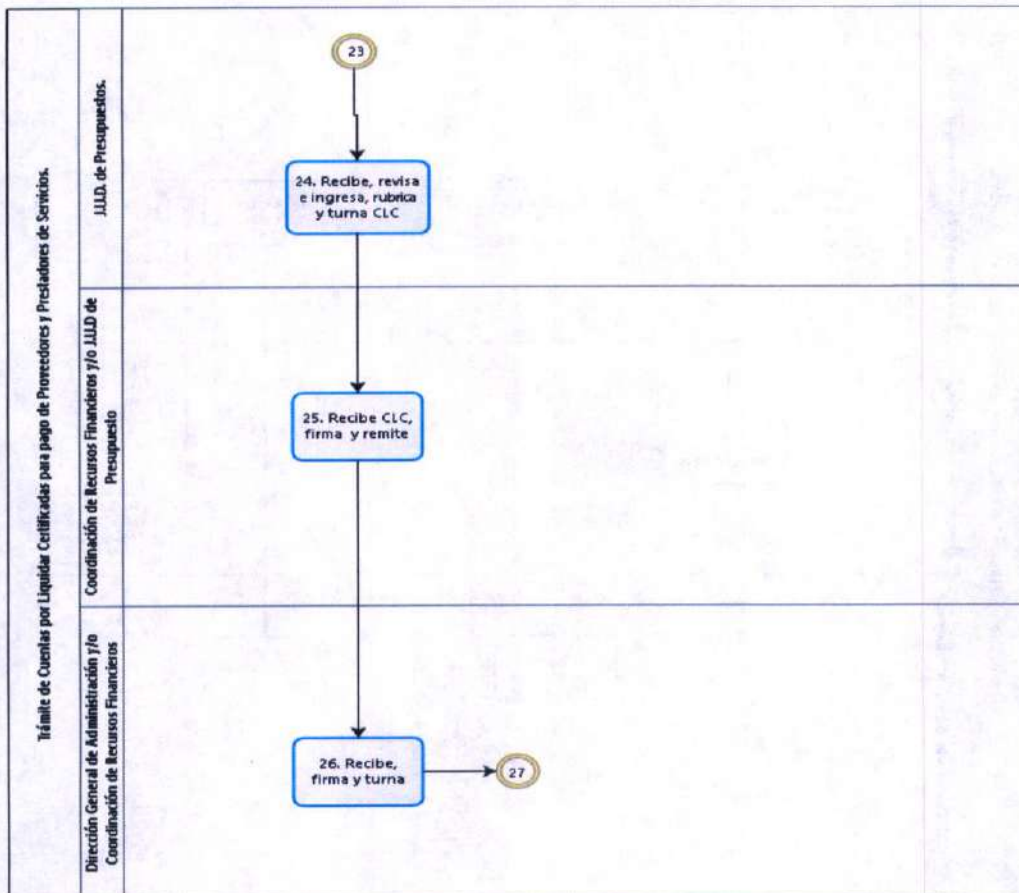 Trámite de Cuentas por Liquidar Certificadas para pago de Proveedores y Prestadores de Servicios.
J.U.D. de Presupuestos.
23
24. Recibe, revisa
e ingresa, rubrica
y turna CLC
Coordinación de Recursos Financieros y/o J.U.D de
Presupuesto
25. Recibe CLC,
firma y remite
Dirección General de Administración y/o
Coordinación de Recursos Financieros
26. Recibe,
firma y turna
27